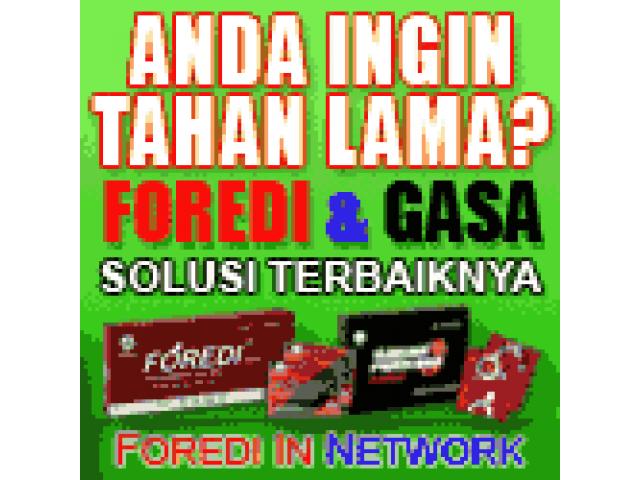 ANDA INGIN
TAHAN LAMA?
FOREDI & GASA
SOLUSI TERBAIKNYA
FOREDI
FOREDI IN NETWORK